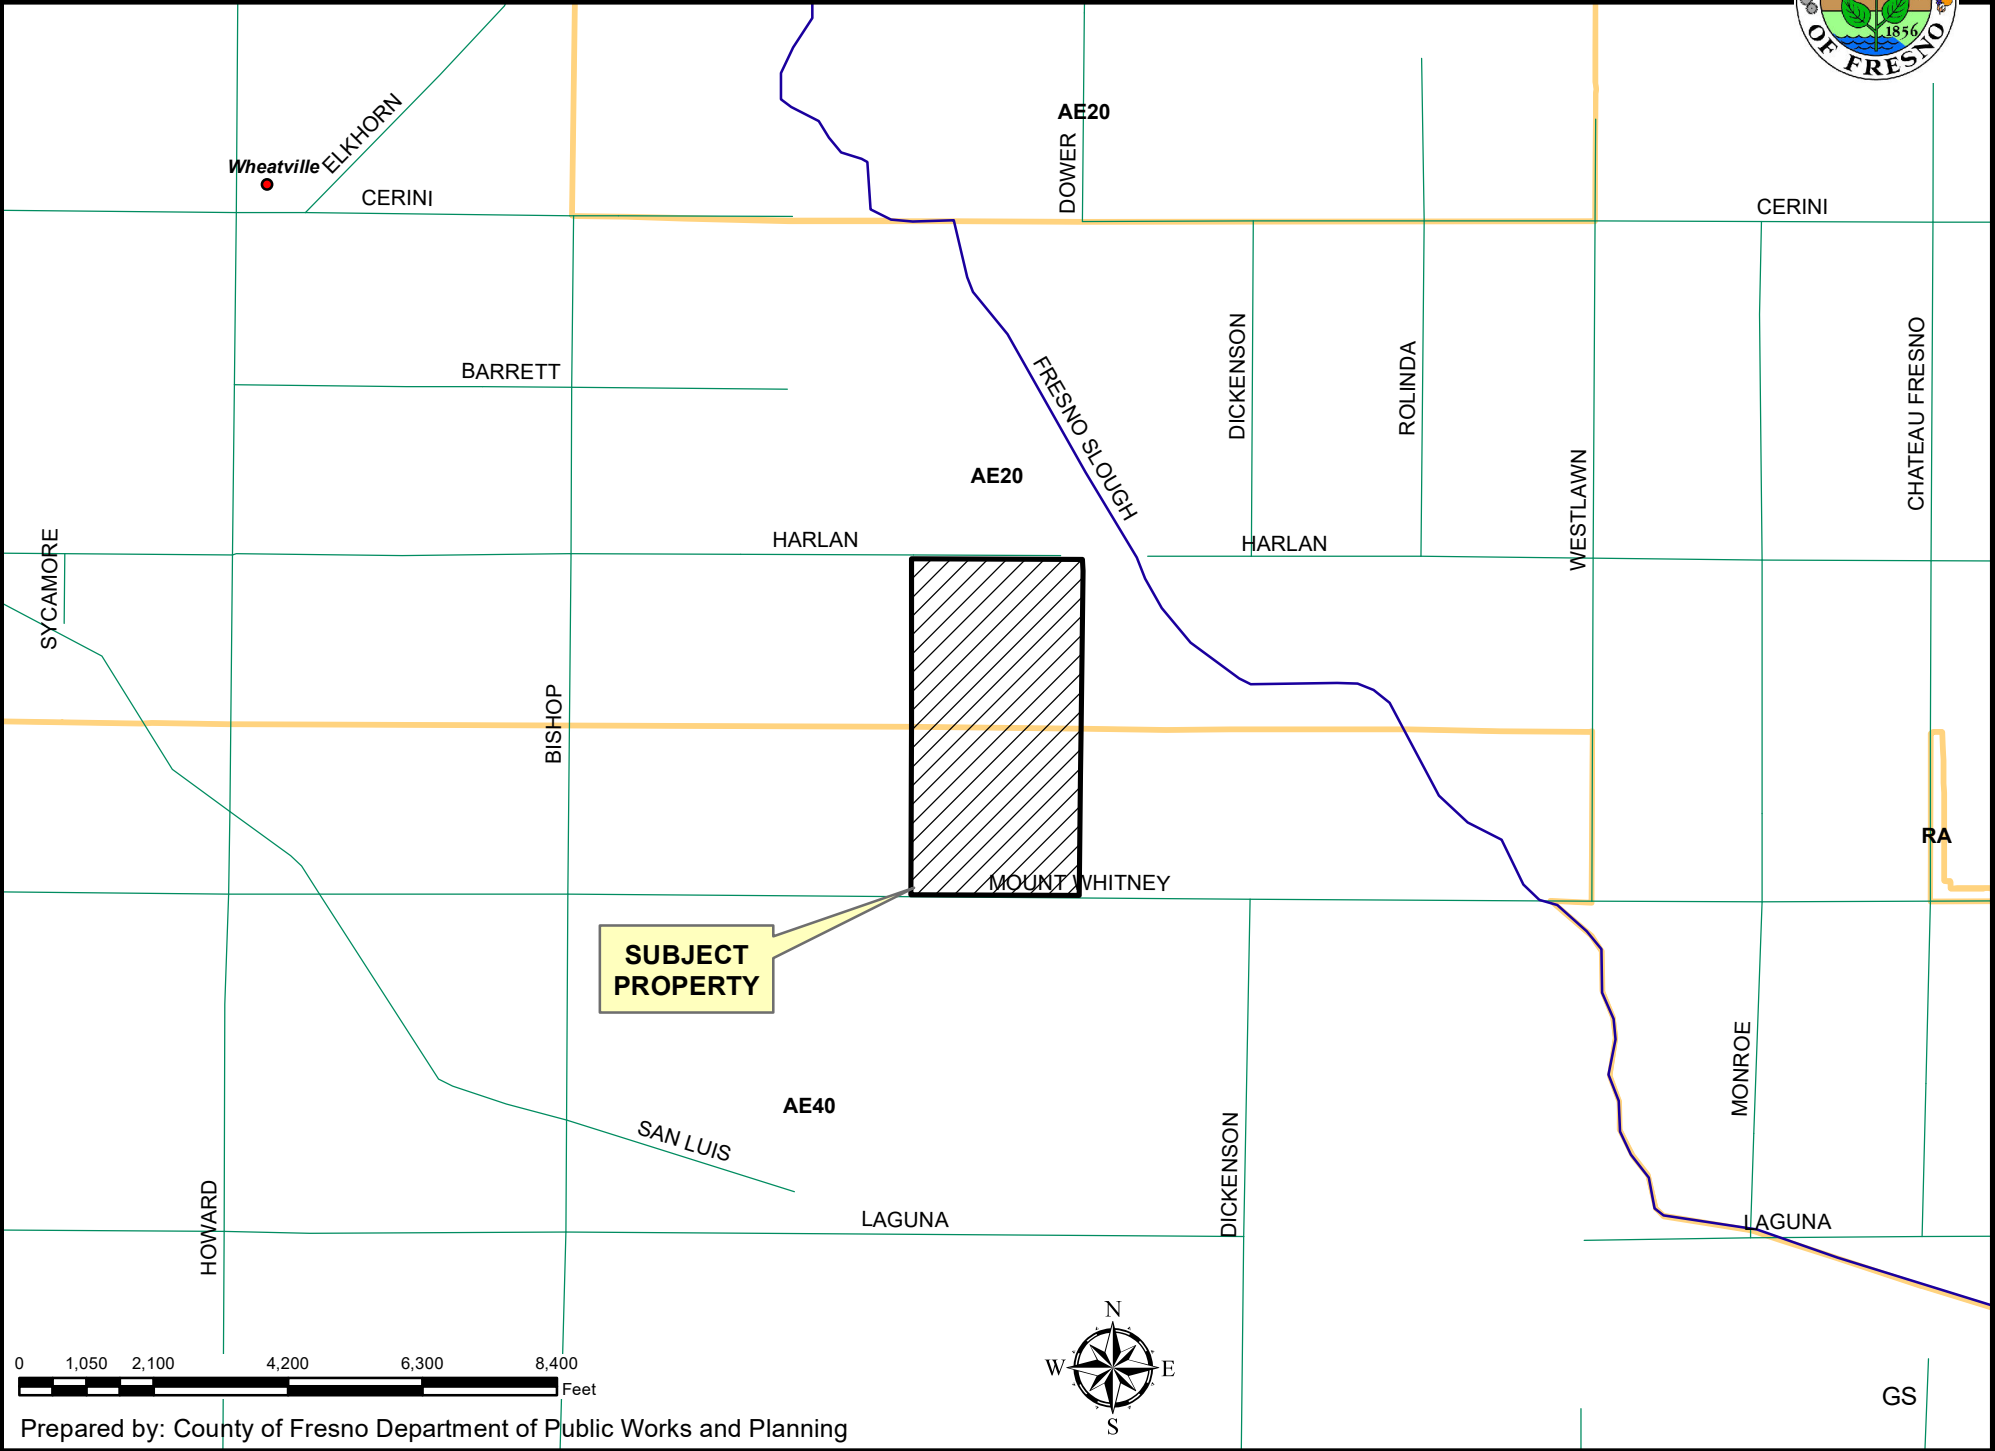 1856
OF FRESNO
AE20
ELKHORN
Wheatville
DOWER
CERINI
CERINI
BARRETT
FRESNO SLOUGH
DICKENSON
ROLINDA
CHATEAU FRESNO
AE20
WESTLAWN
HARLAN
HARLAN
SYCAMORE
BISHOP
RA
MOUNT WHITNEY
SUBJECT
PROPERTY
MONROE
AE40
SAN LUIS
DICKENSON
HOWARD
LAGUNA
LAGUNA
N
W
E
S
0 1,050 2,100 4,200 6,300 8,400
Feet
GS
Prepared by: County of Fresno Department of Public Works and Planning